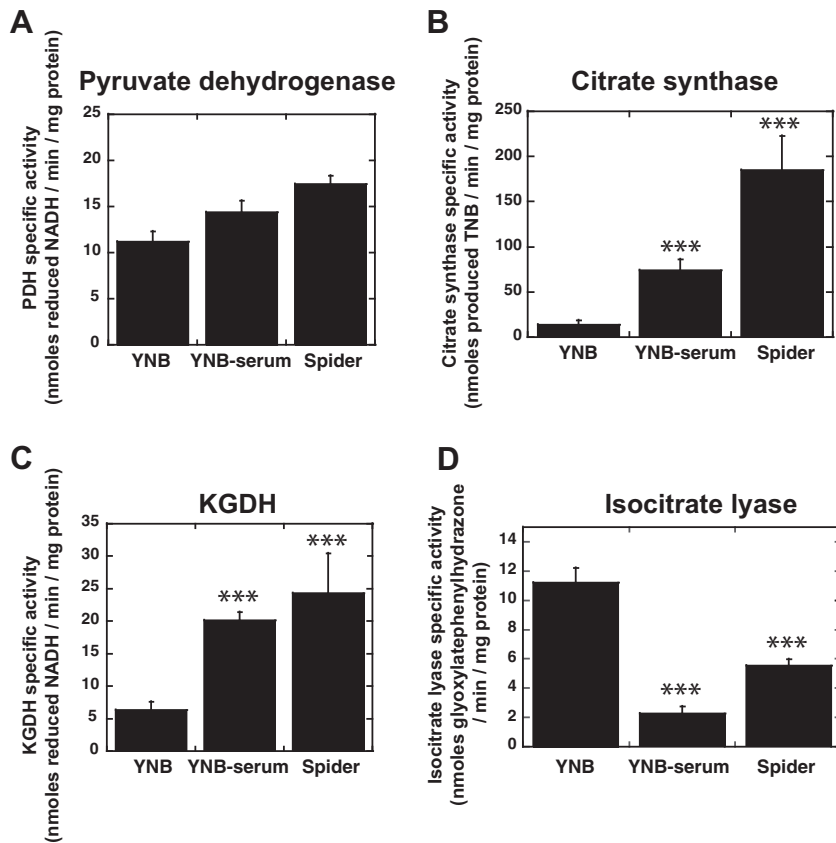 A
Pyruvate dehydrogenase
PDH specific activity
(nmoles reduced NADH / min / mg protein)
25
20
15
10
5
0
YNB YNB-serum Spider
B
Citrate synthase
Citrate synthase specific activity
(nmoles produced TNB / min / mg protein)
250
200
150
100
50
0
***
***
YNB YNB-serum Spider
C
KGDH
KGDH specific activity
(nmoles reduced NADH / min / mg protein)
35
30
25
20
15
10
5
0
***
***
YNB YNB-serum Spider
D
Isocitrate lyase
Isocitrate lyase specific activity
(nmoles glyoxylatephenylhydrazone
/ min / mg protein)
14
12
10
8
6
4
2
0
***
***
YNB YNB-serum Spider